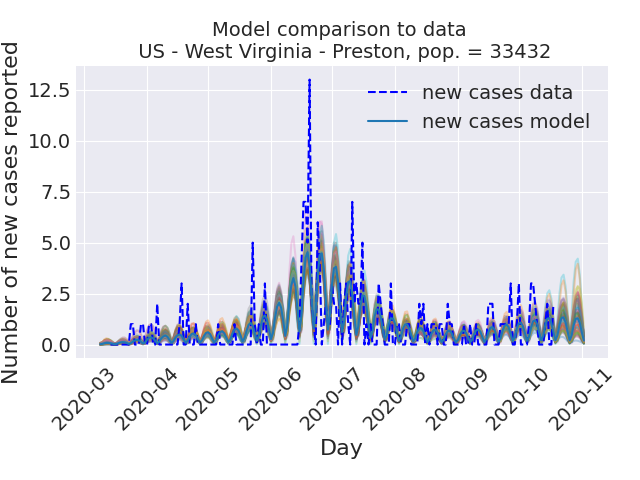 Model comparison to data
US - West Virginia - Preston, pop. = 33432
Number of new cases reported
12.5
10.0
7.5
5.0
2.5
0.0
new cases data
new cases model
2020-03
2020-04
2020-05
2020-06
2020-07
2020-08
2020-09
2020-10
2020-11
Day